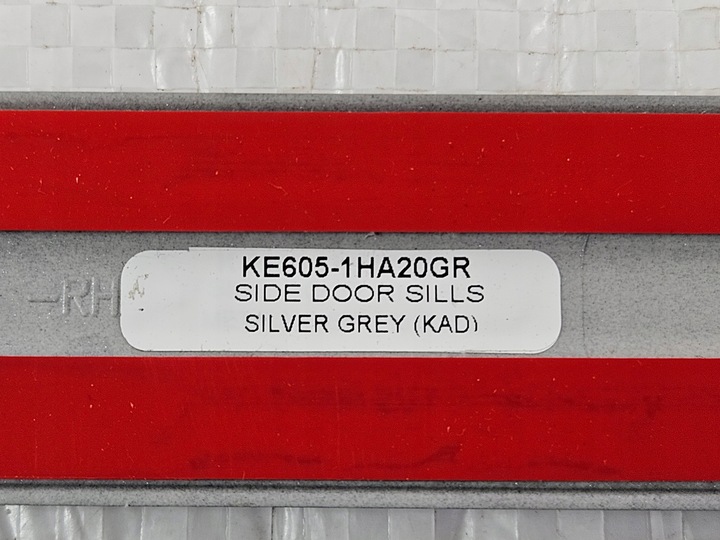 KE605-1HA20GR
SIDE DOOR SILLS
SILVER GREY (KAD)
-RH